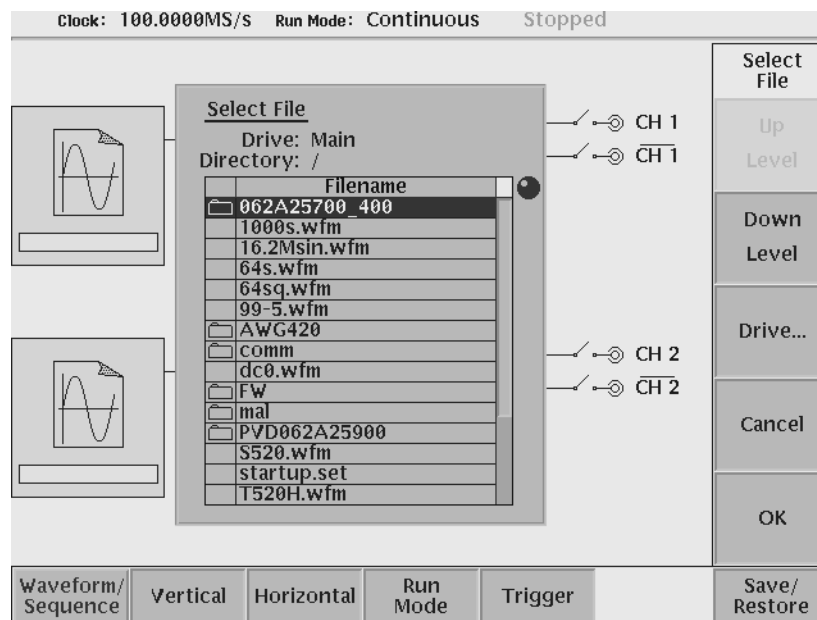 Clock: 100.0000MS/s Run Mode: Continuous Stopped
Select File
Drive: Main
Directory: /
Filename
062A25700_400
1000s.wfm
16.2Msin.wfm
64s.wfm
64sq.wfm
99-5.wfm
AWG420
comm
dc0.wfm
FW
mal
PVD062A25900
S520.wfm
startup.set
T520H.wfm
CH 1
CH 1
CH 2
CH 2
Select
File
Up
Level
Down
Level
Drive...
Cancel
OK
Waveform/
Sequence
Vertical
Horizontal
Run
Mode
Trigger
Save/
Restore